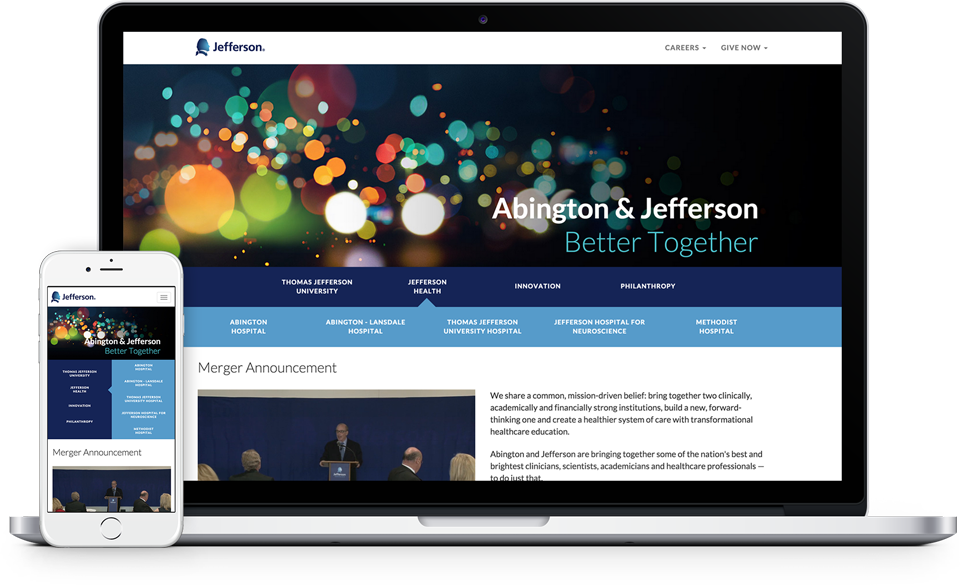 Jefferson.
CAREERS
GIVE NOW
Abington & Jefferson
Better Together
THOMAS JEFFERSON
UNIVERSITY
JEFFERSON
HEALTH
INNOVATION
PHILANTHROPY
ABINGTON
HOSPITAL
ABINGTON - LANSDALE
HOSPITAL
THOMAS JEFFERSON
UNIVERSITY HOSPITAL
JEFFERSON HOSPITAL FOR
NEUROSCIENCE
METHODIST
HOSPITAL
Merger Announcement
We share a common, mission-driven belief: bring together two clinically,
academically and financially strong institutions, build a new, forward-
thinking one and create a healthier system of care with transformational
healthcare education.
Abington and Jefferson are bringing together some of the nation's best and
brightest clinicians, scientists, academicians and healthcare professionals —
to do just that.
Jefferson.
Abington & Jefferson
Better Together
THOMAS JEFFERSON
UNIVERSITY
JEFFERSON
HEALTH
INNOVATION
PHILANTHROPY
ABINGTON
HOSPITAL
ABINGTON - LANSDALE
HOSPITAL
THOMAS JEFFERSON
UNIVERSITY HOSPITAL
JEFFERSON HOSPITAL FOR
NEUROSCIENCE
METHODIST
HOSPITAL
Merger Announcement